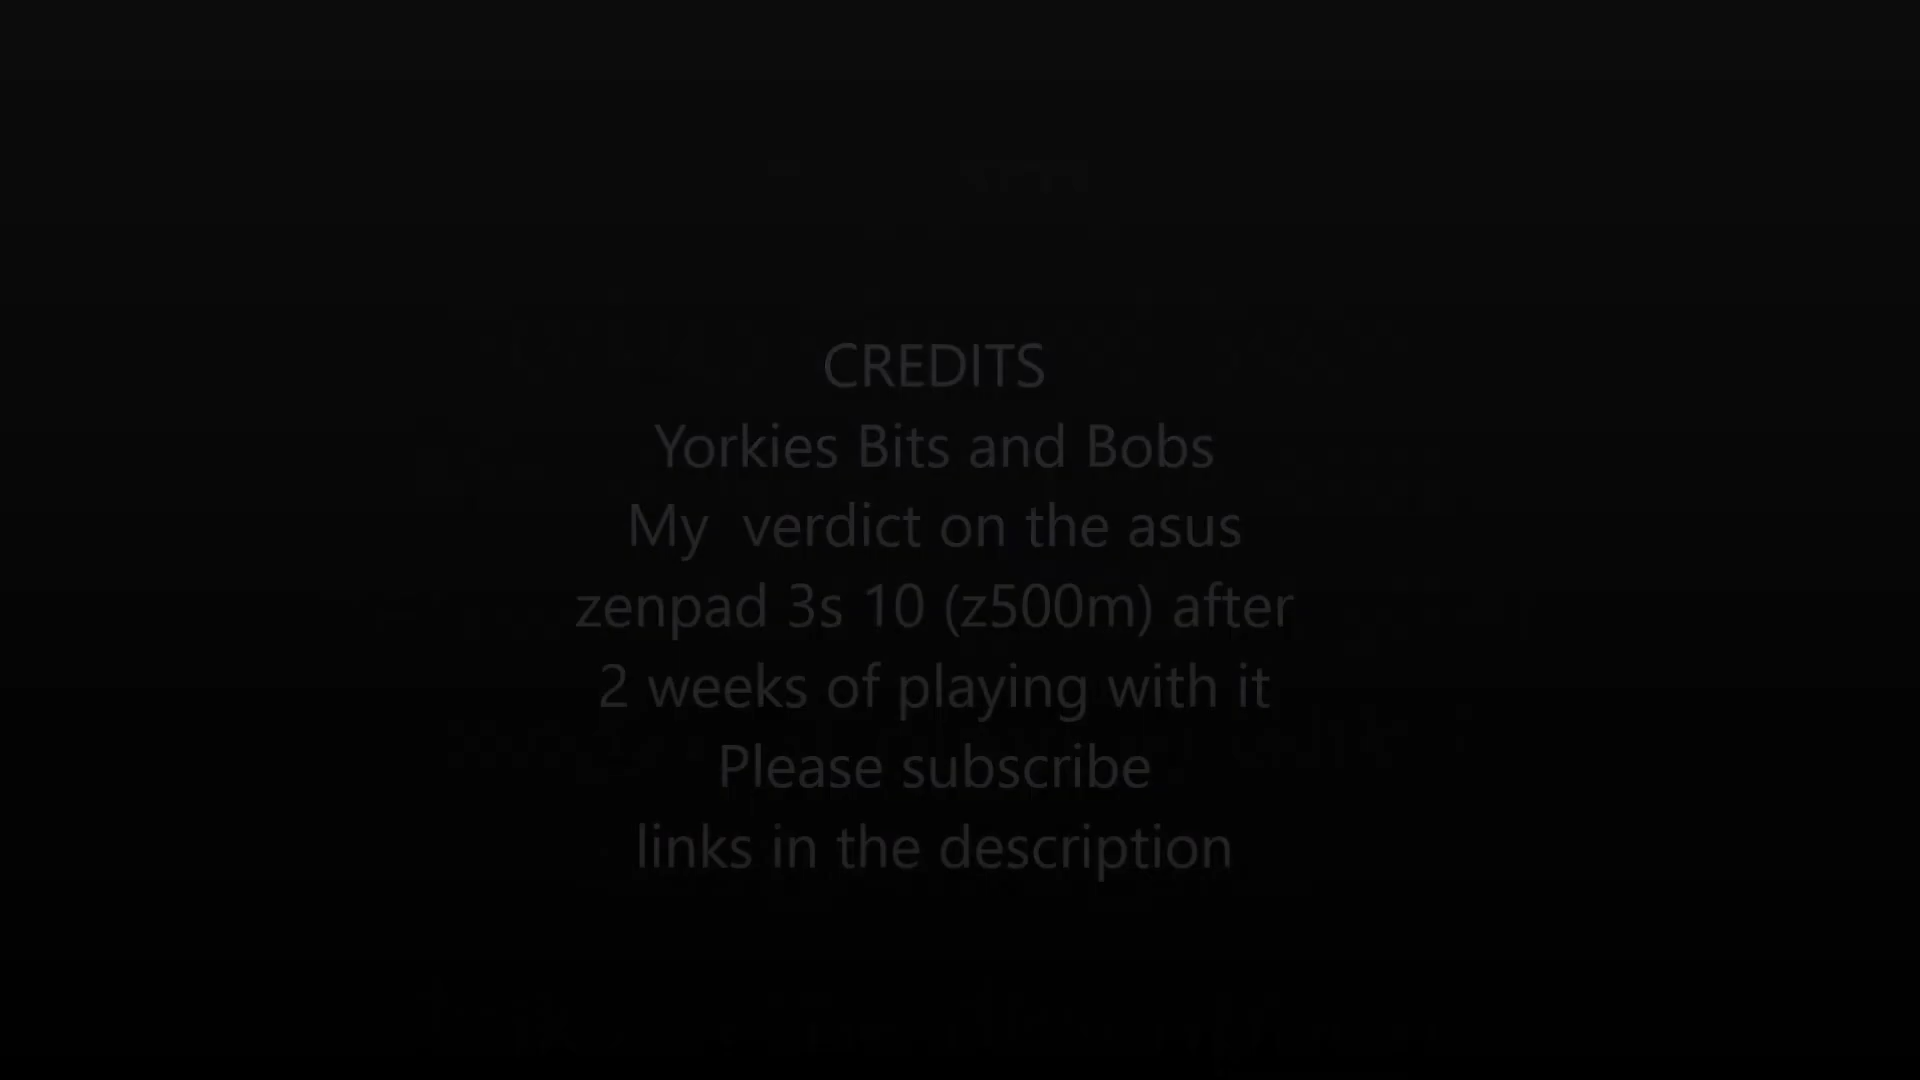 CREDITS
Yorkies Bits and Bobs
My  verdict on the asus
zenpad 3s 10 (z500m) after
2 weeks of playing with it
Please subscribe
links in the description